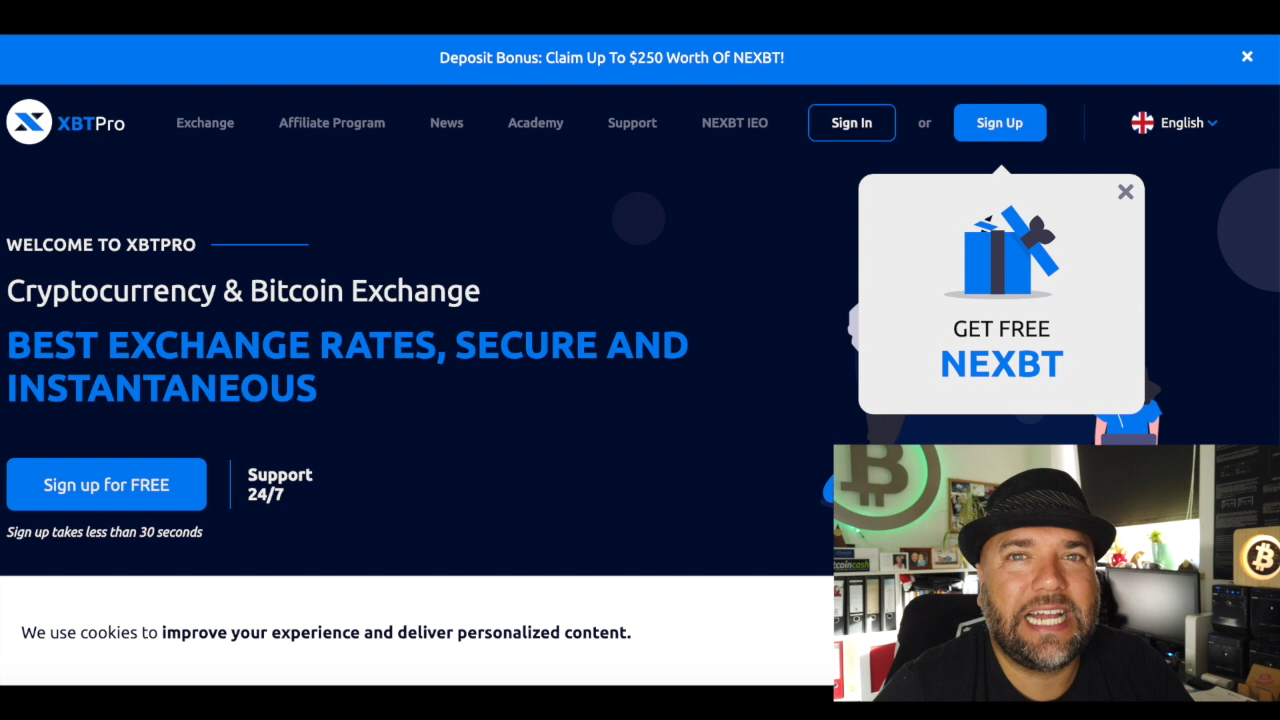 Deposit Bonus: Claim Up To $250 Worth Of NEXBT!
XBTPro
Exchange
Affiliate Program
News
Academy
Support
NEXBT IEO
Sign In
or
Sign Up
English
WELCOME TO XBTPRO
Cryptocurrency & Bitcoin Exchange
BEST EXCHANGE RATES, SECURE AND
INSTANTANEOUS
GET FREE
NEXBT
Sign up for FREE
Support
24/7
Sign up takes less than 30 seconds
We use cookies to improve your experience and deliver personalized content.
itcoincash